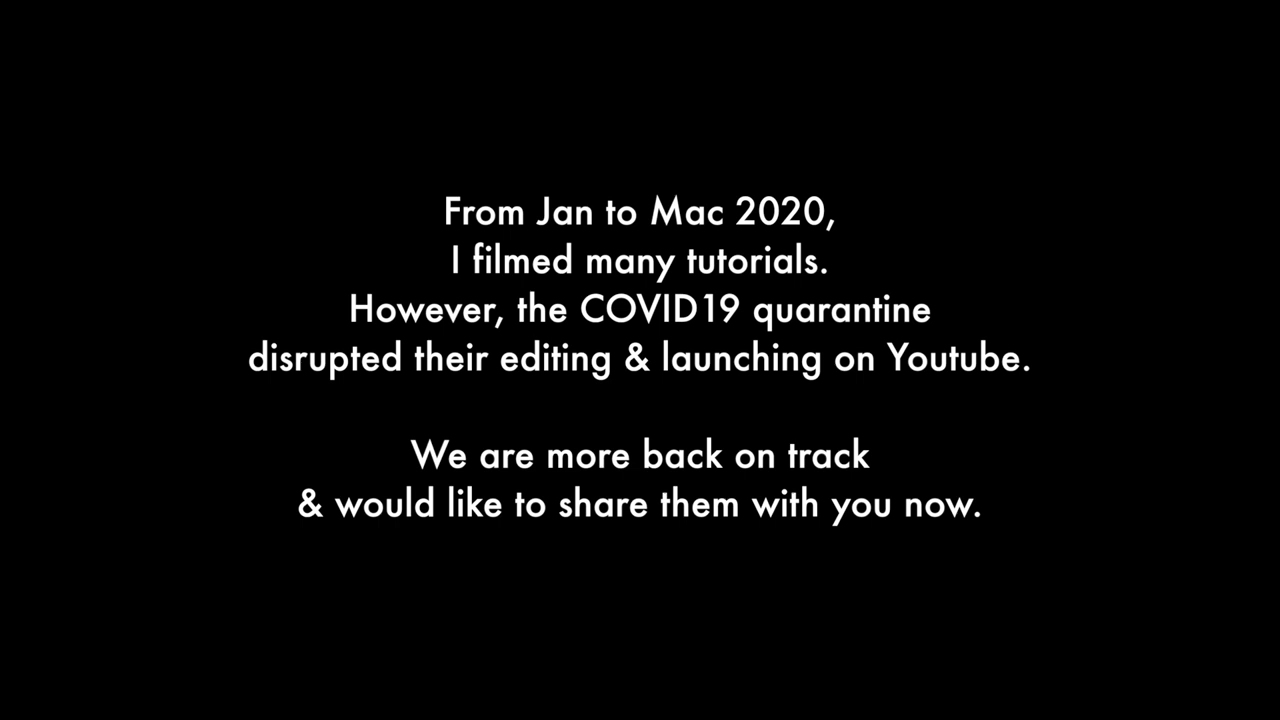 From Jan to Mac 2020,
I filmed many tutorials.
However, the COVID19 quarantine
disrupted their editing & launching on Youtube.
We are more back on track
& would like to share them with you now.